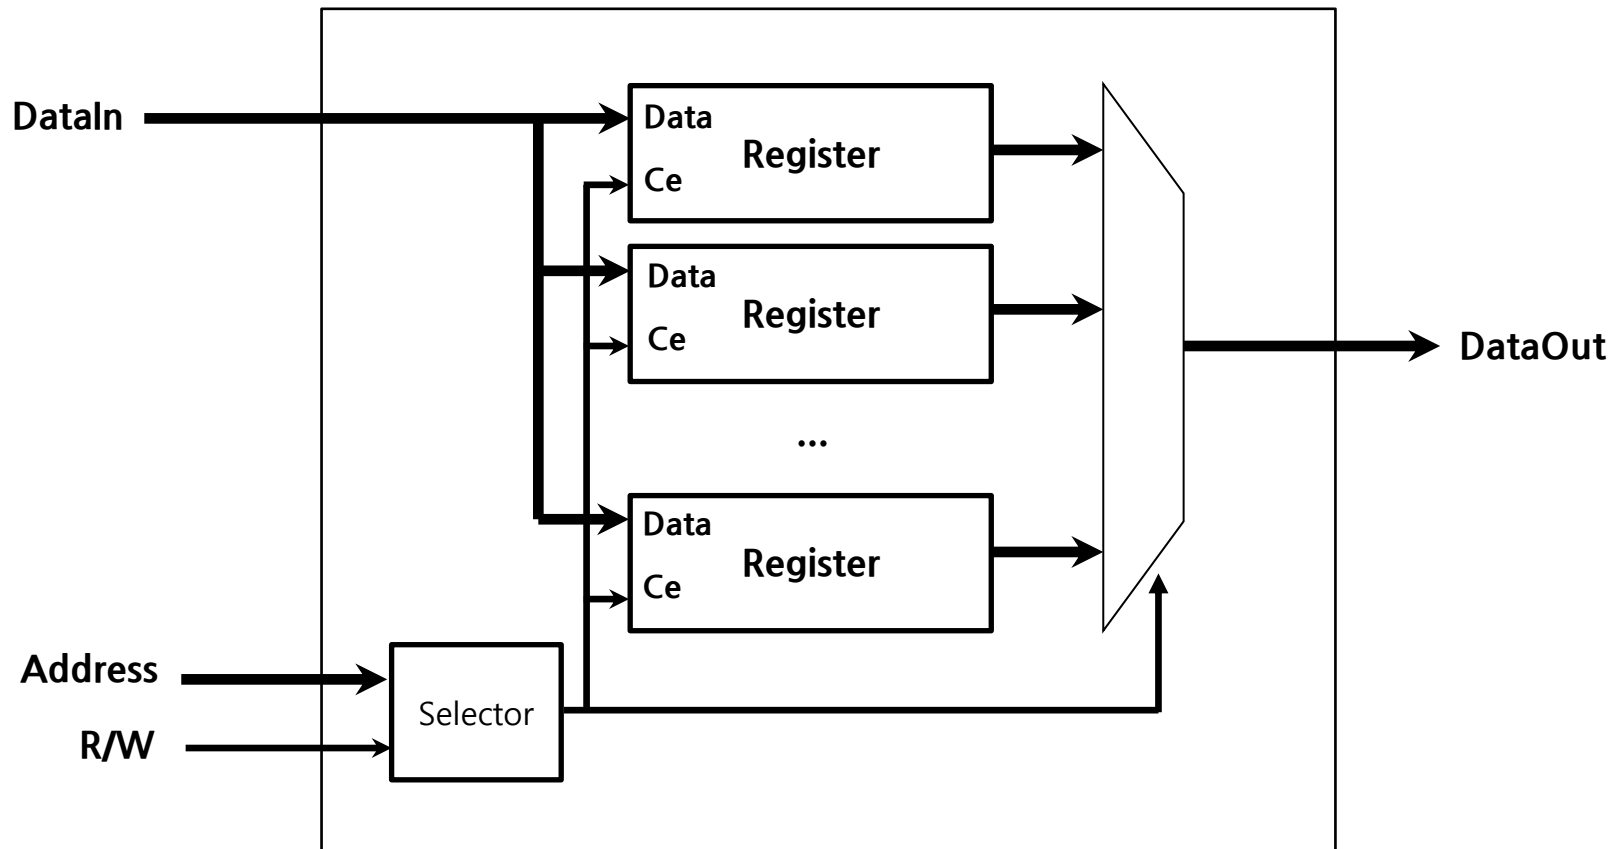 DataIn
Data
Register
Ce
Data
Register
Ce
DataOut
...
Data
Register
Ce
Address
Selector
R/W